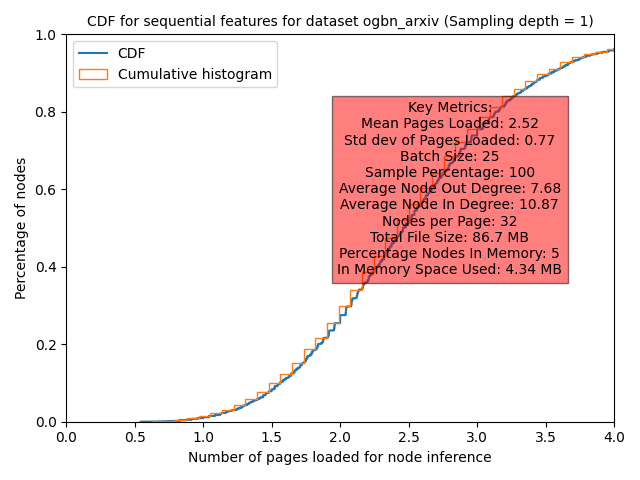 CDF for sequential features for dataset ogbn_arxiv (Sampling depth = 1)
1.0
0.8
0.6
0.4
0.2
0.0
Percentage of nodes
CDF
Cumulative histogram
Key Metrics:
Mean Pages Loaded: 2.52
Std dev of Pages Loaded: 0.77
Batch Size: 25
Sample Percentage: 100
Average Node Out Degree: 7.68
Average Node In Degree: 10.87
Nodes per Page: 32
Total File Size: 86.7 MB
Percentage Nodes In Memory: 5
In Memory Space Used: 4.34 MB
0.0 0.5 1.0 1.5 2.0 2.5 3.0 3.5 4.0
Number of pages loaded for node inference